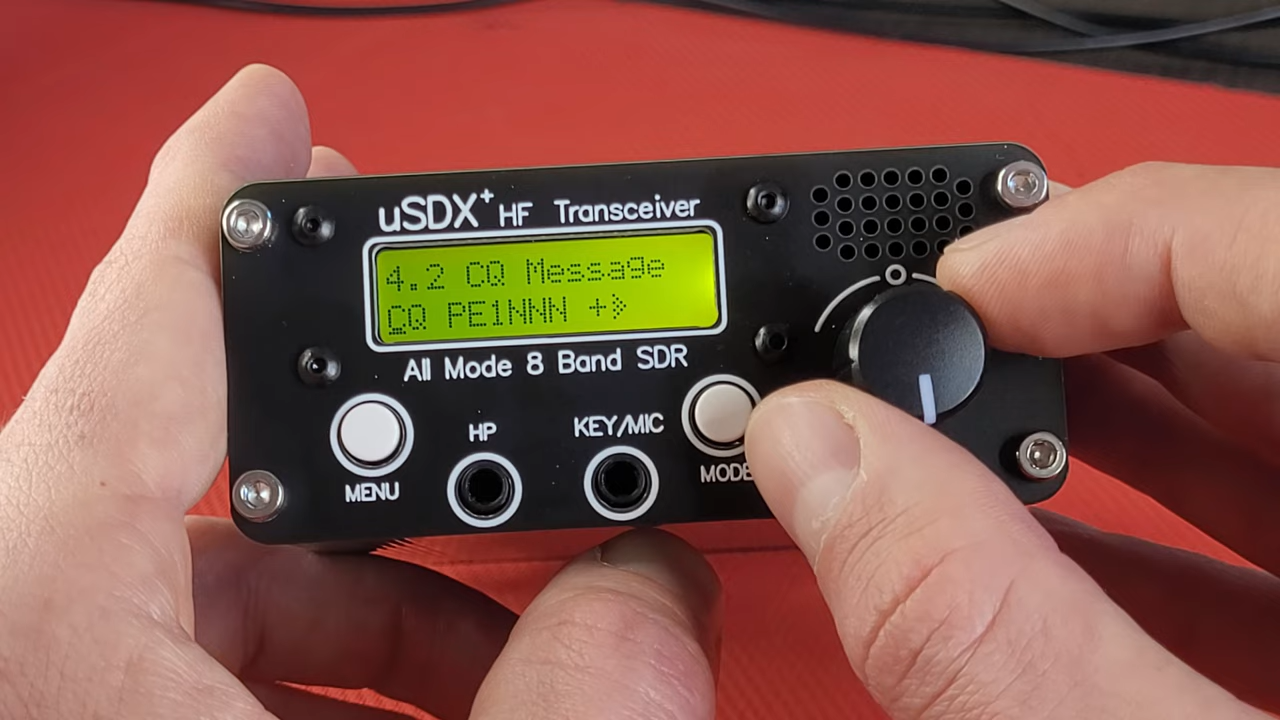 uSDX+ HF Transceiver
4.2 CQ Message
CQ PE1NNN +»
All Mode 8 Band SDR
HP
KEY/MIC
MENU
MODE